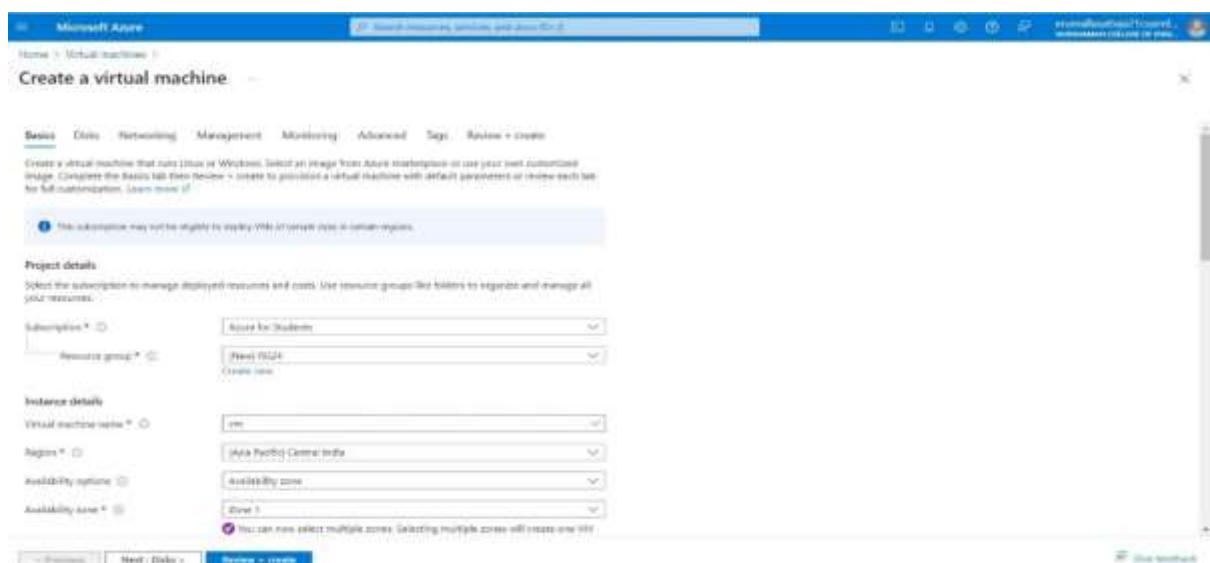 Microsoft Azure
Search resources, services, and docs (G+/)
Home > Virtual machines >
Create a virtual machine ...
Basics Disks Networking Management Monitoring Advanced Tags Review + create
Create a virtual machine that runs Linux or Windows. Select an image from Azure marketplace or use your own customized
image. Complete the Basics tab then Review + create to provision a virtual machine with default parameters or review each tab
for full customization. Learn more
This subscription may not be eligible to deploy VMs of certain sizes in certain regions.
Project details
Select the subscription to manage deployed resources and costs. Use resource groups like folders to organize and manage all
your resources.
Subscription *
Azure for Students
Resource group *
(New)
Create new
Instance details
Virtual machine name *
vm
Region *
(Asia Pacific) Central India
Availability options
Availability zone
Availability zone *
Zone 1
You can now select multiple zones. Selecting multiple zones will create one VM
< Previous
Next : Disks >
Review + create
Give feedback